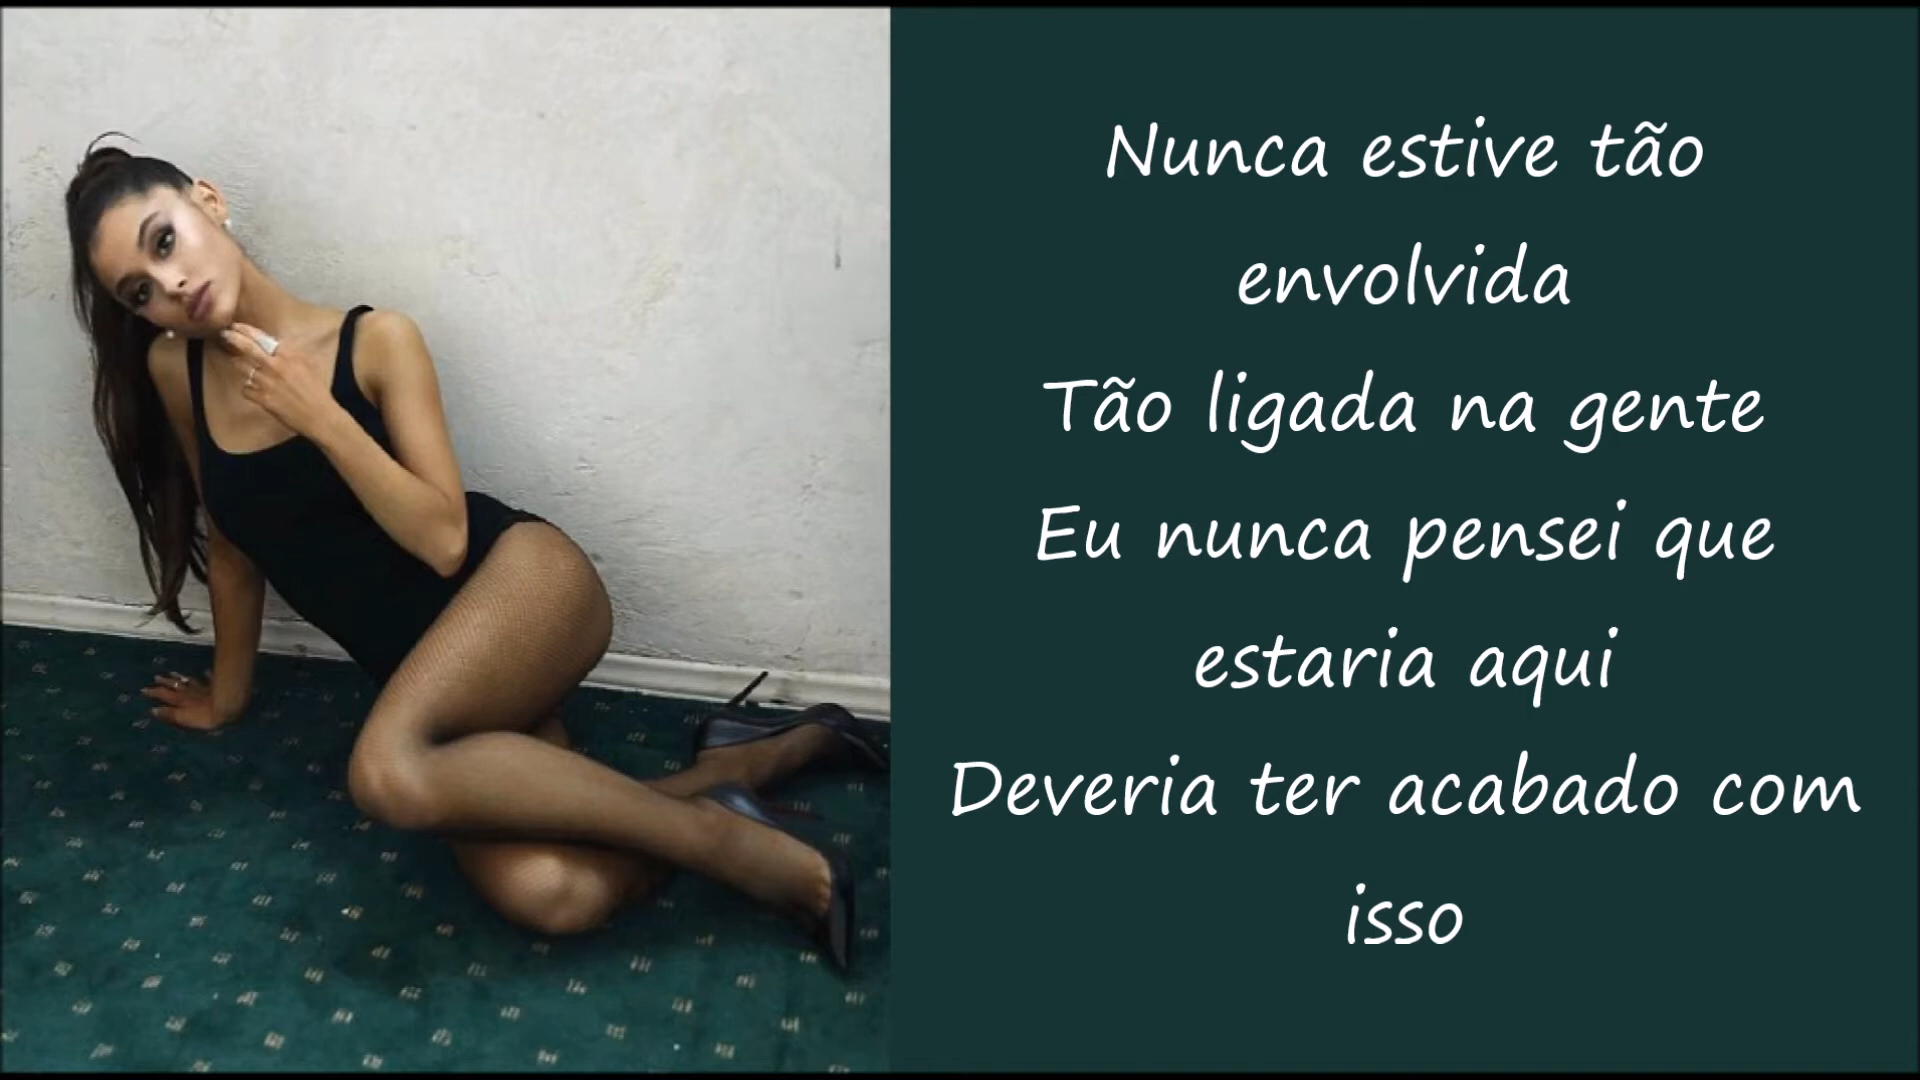 Nunca estive tão
envolvida
Tão ligada na gente
Eu nunca pensei que
estaria aqui
Deveria ter acabado com
isso